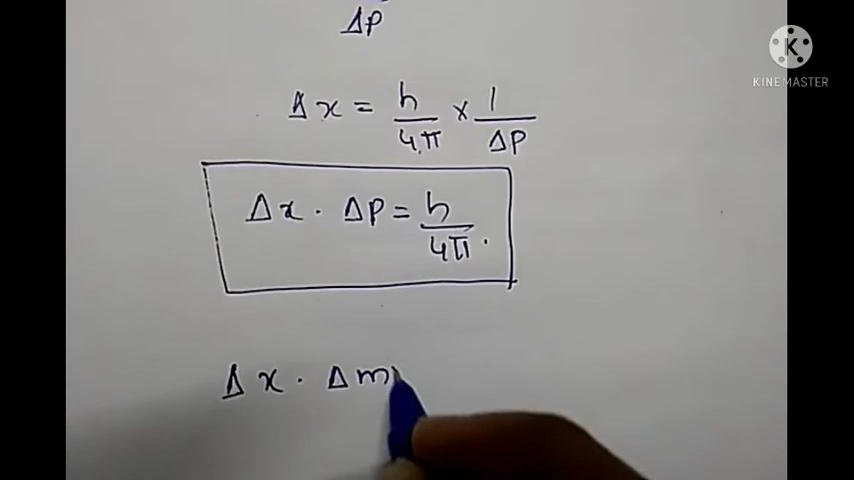 Δp
Δx = h/4π × 1/Δp
Δx · Δp = h/4π.
Δx · Δm
KINEMASTER